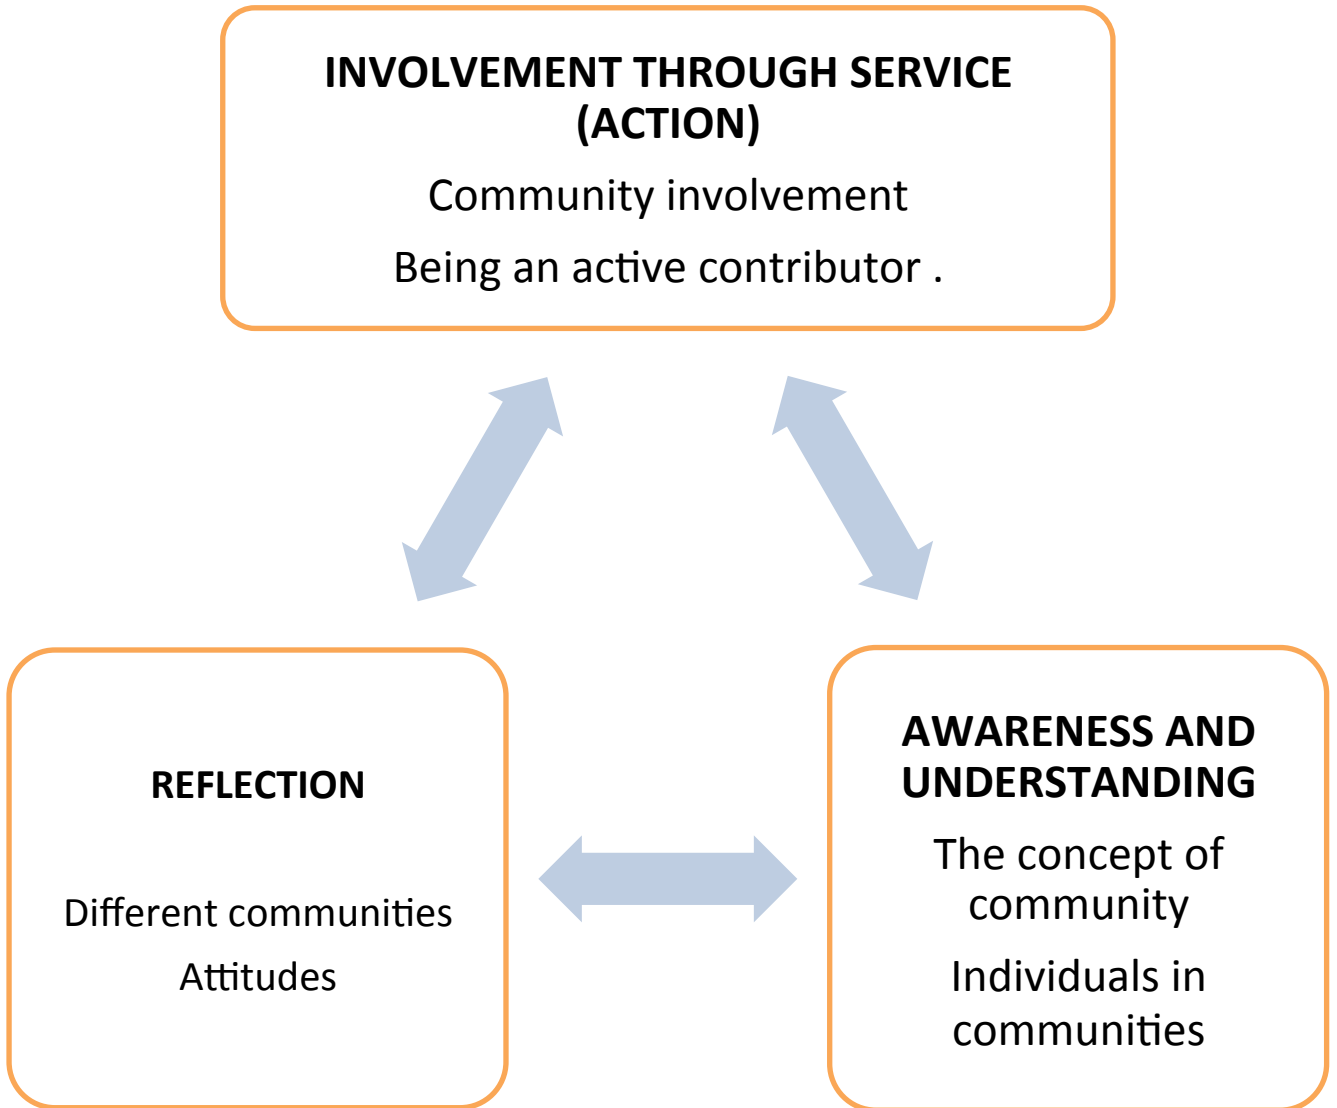 INVOLVEMENT THROUGH SERVICE
(ACTION)
Community involvement
Being an active contributor .
REFLECTION
Different communities
Attitudes
AWARENESS AND
UNDERSTANDING
The concept of
community
Individuals in
communities